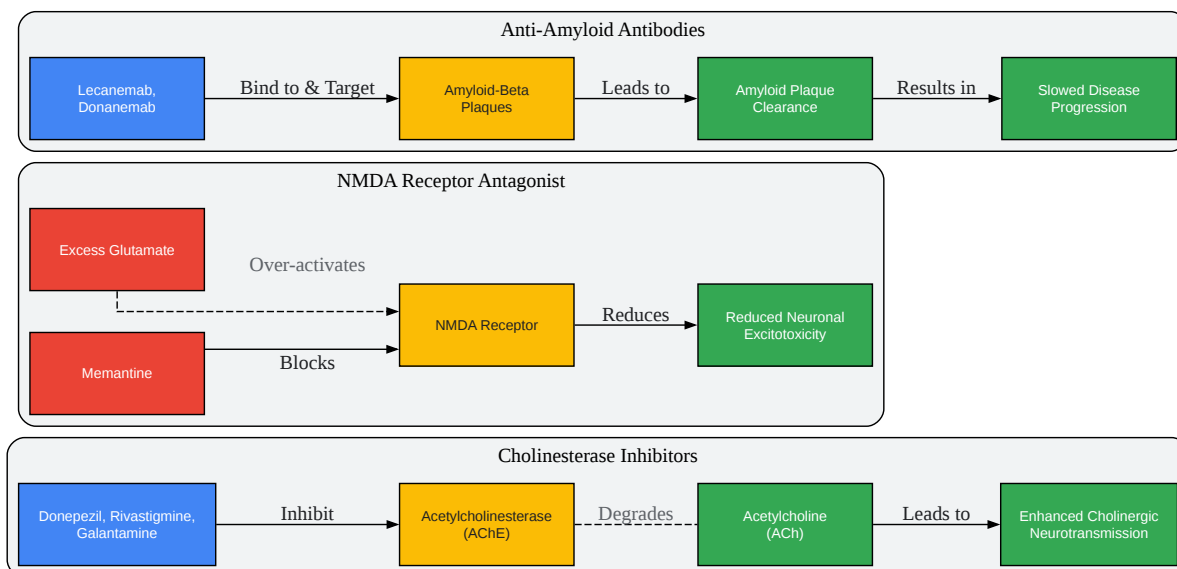 Anti-Amyloid Antibodies
Lecanemab,
Donanemab
Bind to & Target
Amyloid-Beta
Plaques
Leads to
Amyloid Plaque
Clearance
Results in
Slowed Disease
Progression
NMDA Receptor Antagonist
Excess Glutamate
Over-activates
Memantine
Blocks
NMDA Receptor
Reduces
Reduced Neuronal
Excitotoxicity
Cholinesterase Inhibitors
Donepezil, Rivastigmine,
Galantamine
Inhibit
Acetylcholinesterase
(AChE)
Degrades
Acetylcholine
(ACh)
Leads to
Enhanced Cholinergic
Neurotransmission